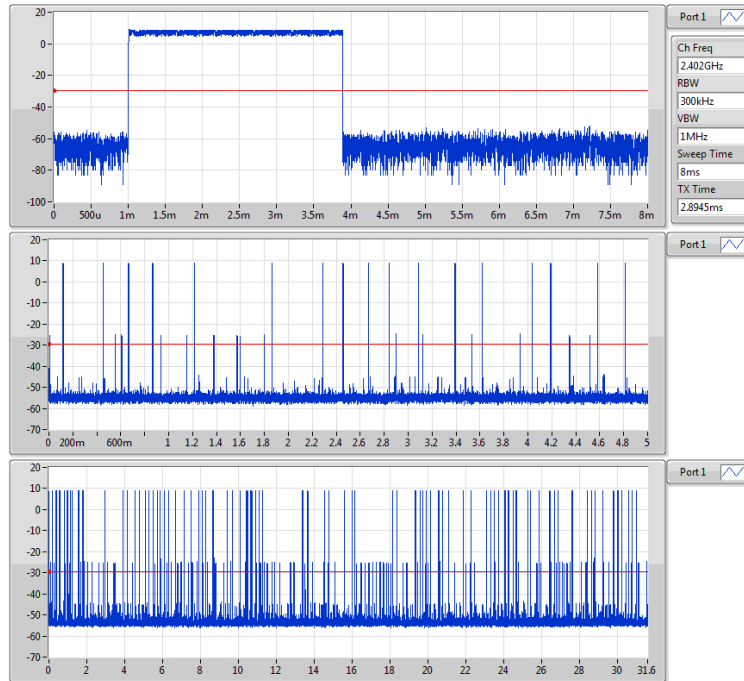 Port 1
20
0
-20
-40
-60
-80
-100
0 500u 1m 1.5m 2m 2.5m 3m 3.5m 4m 4.5m 5m 5.5m 6m 6.5m 7m 7.5m 8m
Ch Freq
2.402GHz
RBW
300kHz
VBW
1MHz
Sweep Time
8ms
TX Time
2.8945ms
Port 1
20
10
0
-10
-20
-30
-40
-50
-60
-70
0 200m 600m 1 1.2 1.4 1.6 1.8 2 2.2 2.4 2.6 2.8 3 3.2 3.4 3.6 3.8 4 4.2 4.4 4.6 4.8 5
Port 1
20
10
0
-10
-20
-30
-40
-50
-60
-70
0 2 4 6 8 10 12 14 16 18 20 22 24 26 28 30 31.6